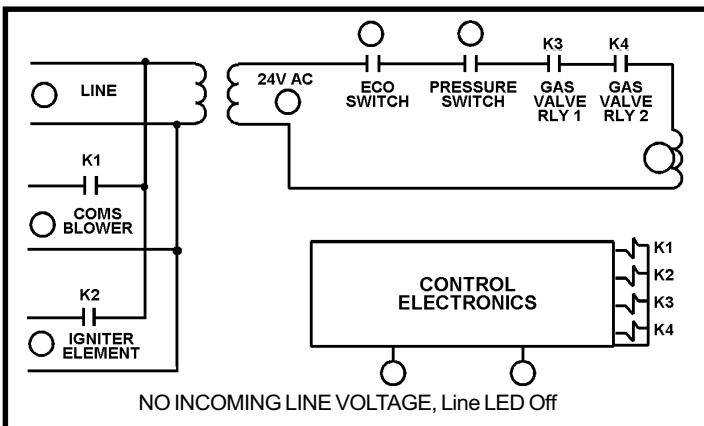 LINE
24V AC
ECO
SWITCH
PRESSURE
SWITCH
K3
GAS
VALVE
RLY 1
K4
GAS
VALVE
RLY 2
K1
COMS
BLOWER
K2
IGNITER
ELEMENT
CONTROL
ELECTRONICS
K1
K2
K3
K4
NO INCOMING LINE VOLTAGE, Line LED Off